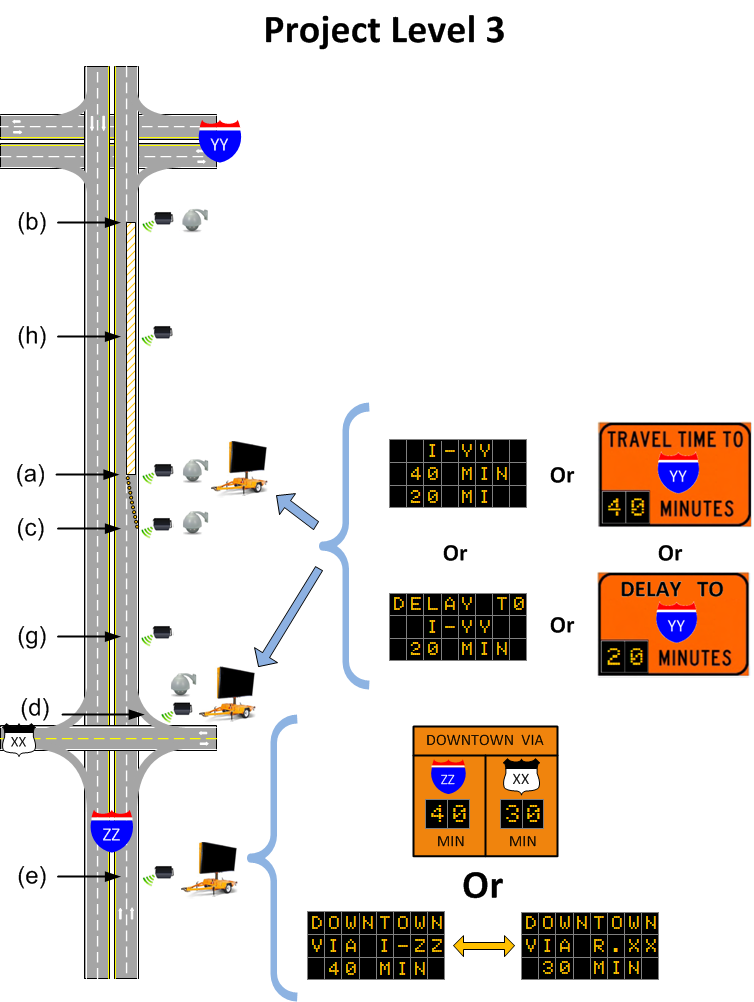 Project Level 3
YY
(b)
(h)
(a)
(c)
(g)
(d)
XX
ZZ
(e)
I-YY
40 MIN
20 MI
Or
TRAVEL TIME TO
YY
40 MINUTES
Or
Or
DELAY TO
I-YY
20 MIN
Or
DELAY TO
YY
20 MINUTES
DOWNTOWN VIA
ZZ XX
40 30
MIN MIN
Or
DOWNTOWN
VIA I-ZZ
40 MIN
DOWNTOWN
VIA R.XX
30 MIN